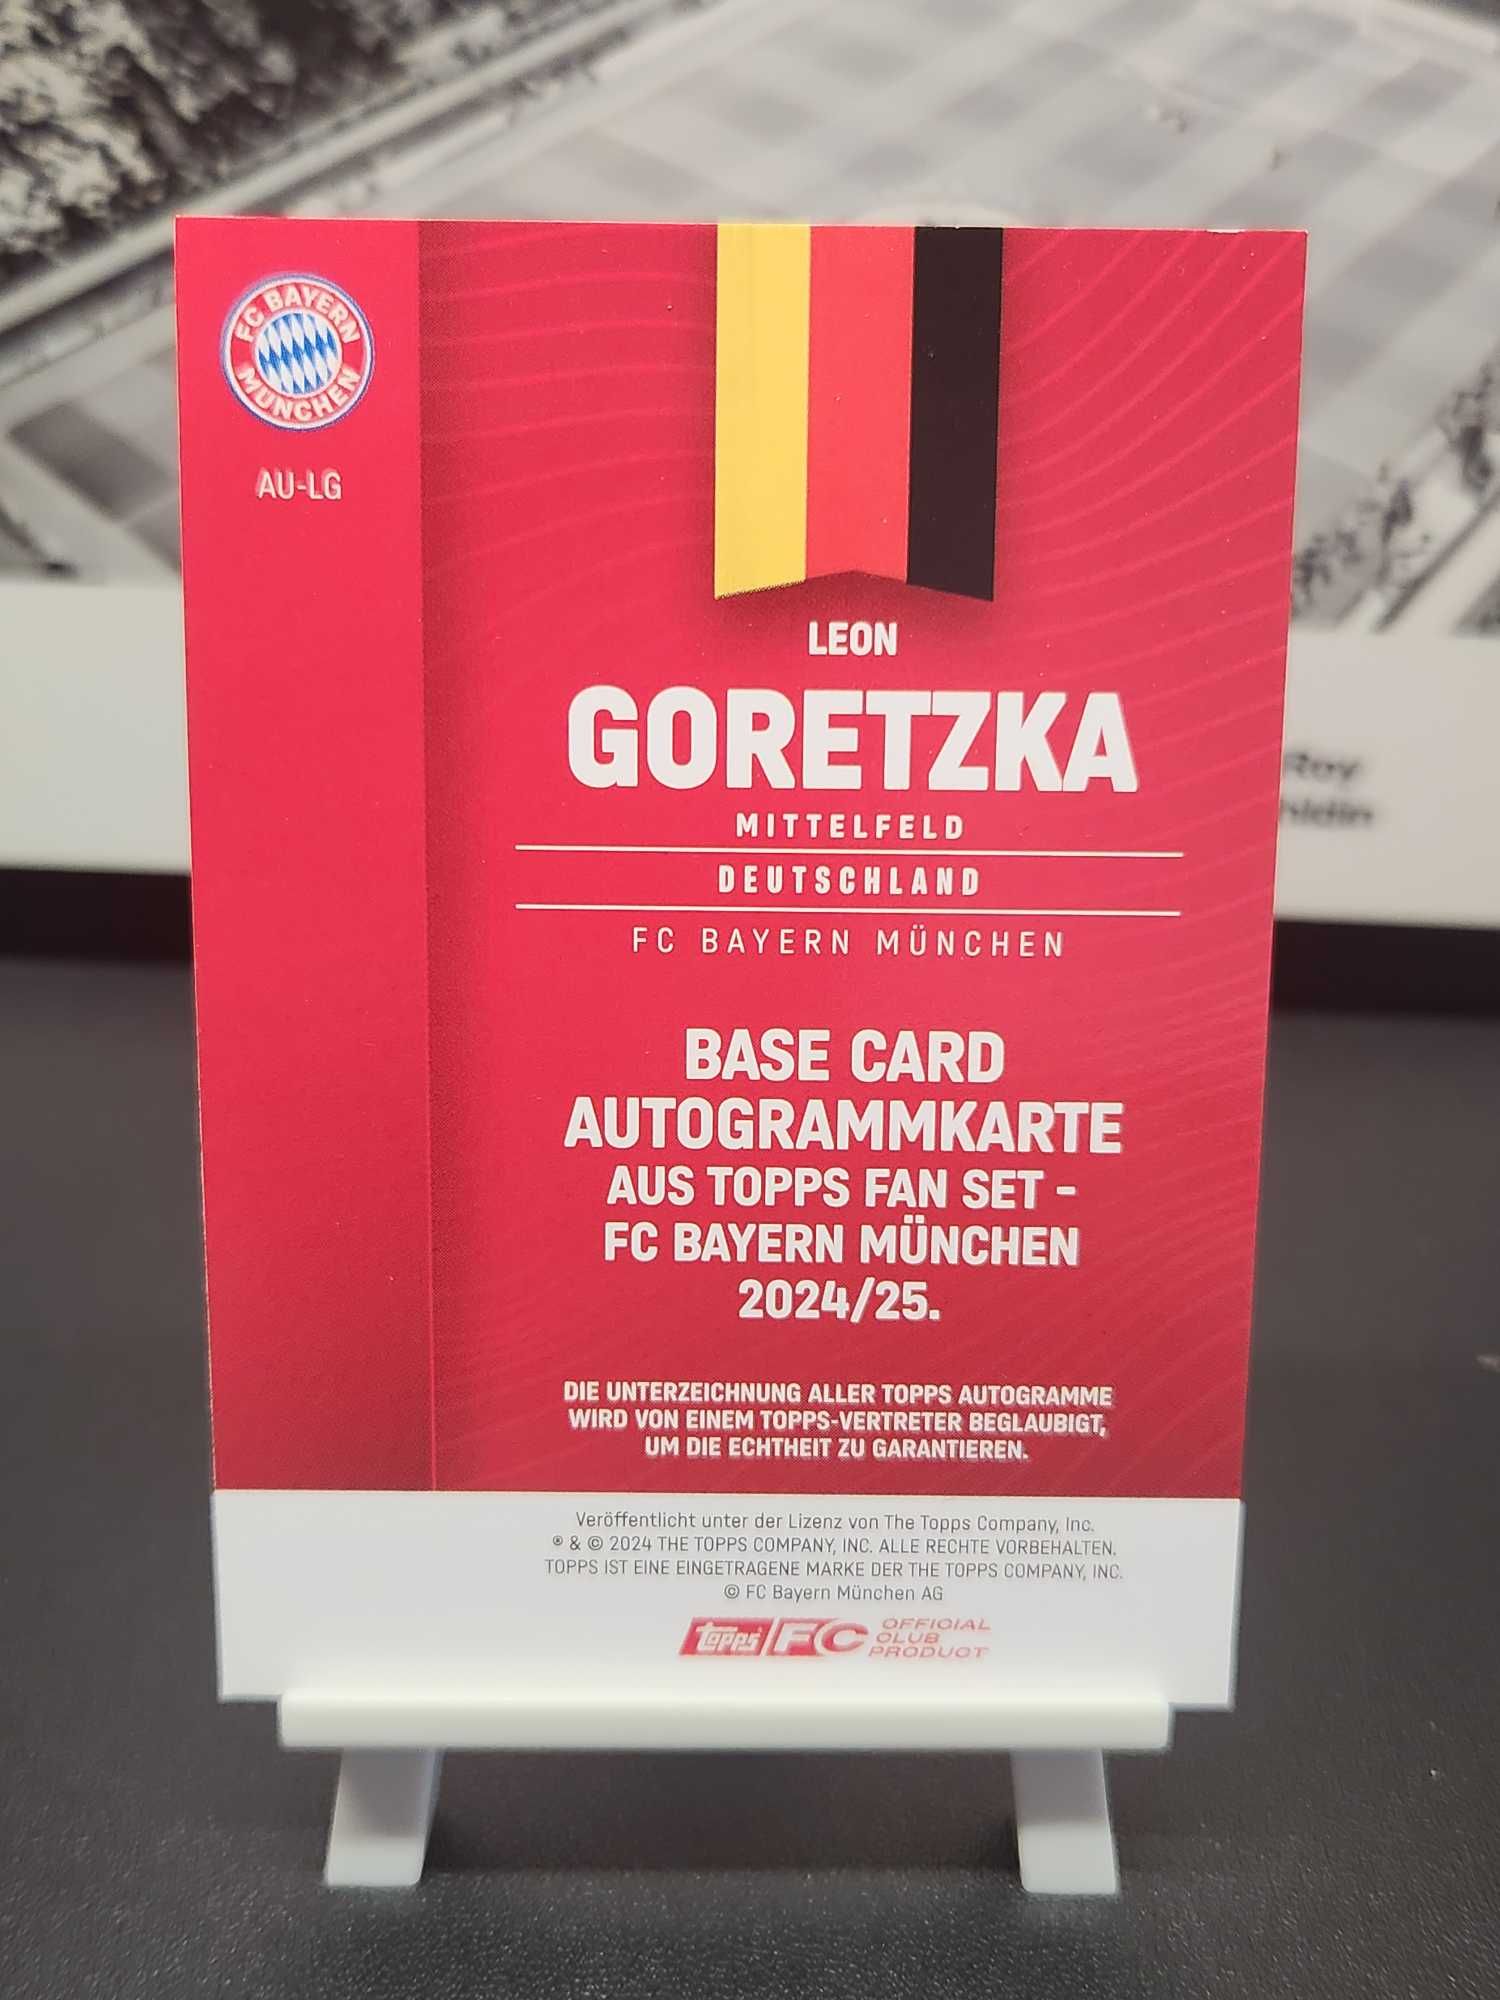 FC BAYERN
MÜNCHEN
AU-LG
LEON
GORETZKA
MITTELFELD
DEUTSCHLAND
FC BAYERN MÜNCHEN
BASE CARD
AUTOGRAMMKARTE
AUS TOPPS FAN SET -
FC BAYERN MÜNCHEN
2024/25.
DIE UNTERZEICHNUNG ALLER TOPPS AUTOGRAMME
WIRD VON EINEM TOPPS-VERTRETER BEGLAUBIGT,
UM DIE ECHTHEIT ZU GARANTIEREN.
Veröffentlicht unter der Lizenz von The Topps Company, Inc.
® & © 2024 THE TOPPS COMPANY, INC. ALLE RECHTE VORBEHALTEN.
TOPPS IST EINE EINGETRAGENE MARKE DER THE TOPPS COMPANY, INC.
© FC Bayern München AG
topps FC OFFICIAL
CLUB
PRODUCT
Roy